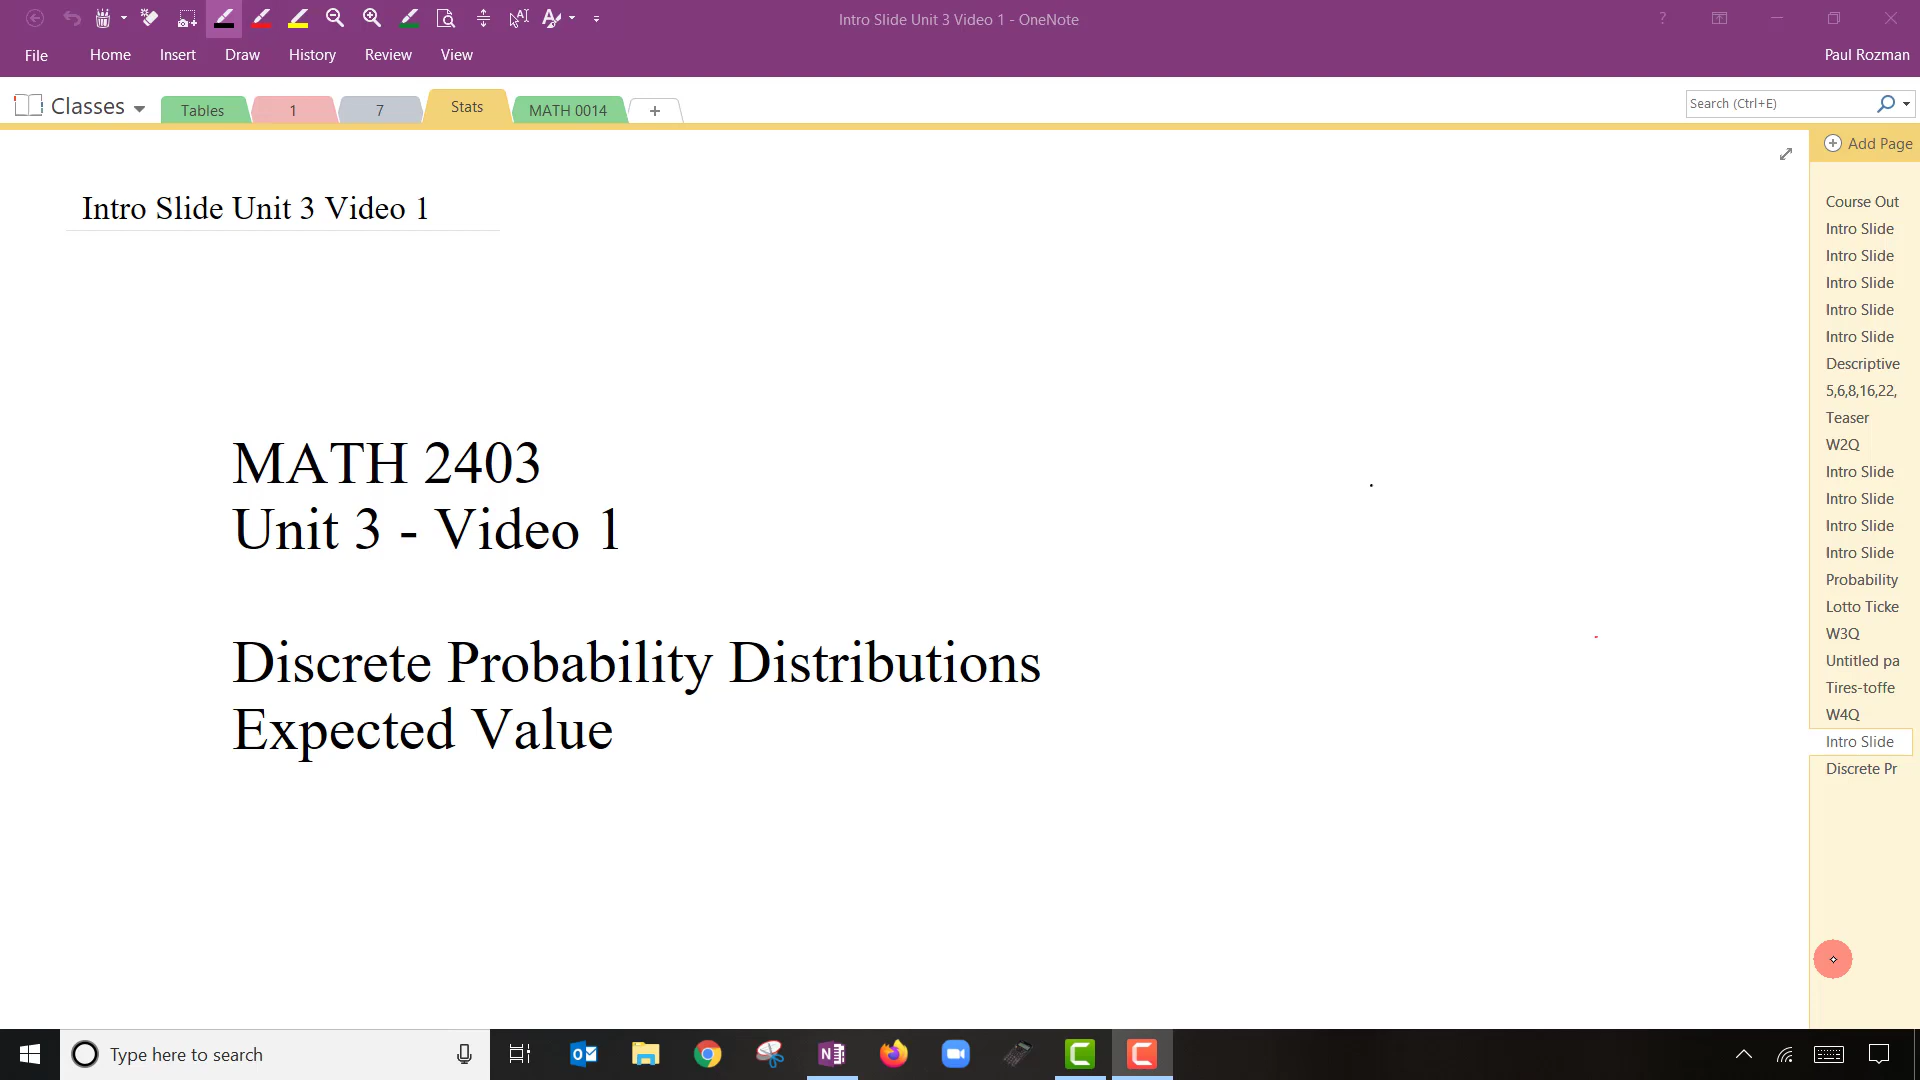 Intro Slide Unit 3 Video 1 - OneNote
?
File Home Insert Draw History Review View
Paul Rozman
Classes Tables 1 7 Stats MATH 0014 +
Search (Ctrl+E)
Add Page
Intro Slide Unit 3 Video 1
MATH 2403
Unit 3 - Video 1
Discrete Probability Distributions
Expected Value
Course Out
Intro Slide
Intro Slide
Intro Slide
Intro Slide
Intro Slide
Descriptive
5,6,8,16,22,
Teaser
W2Q
Intro Slide
Intro Slide
Intro Slide
Intro Slide
Probability
Lotto Ticke
W3Q
Untitled pa
Tires-toffe
W4Q
Intro Slide
Discrete Pr
Type here to search